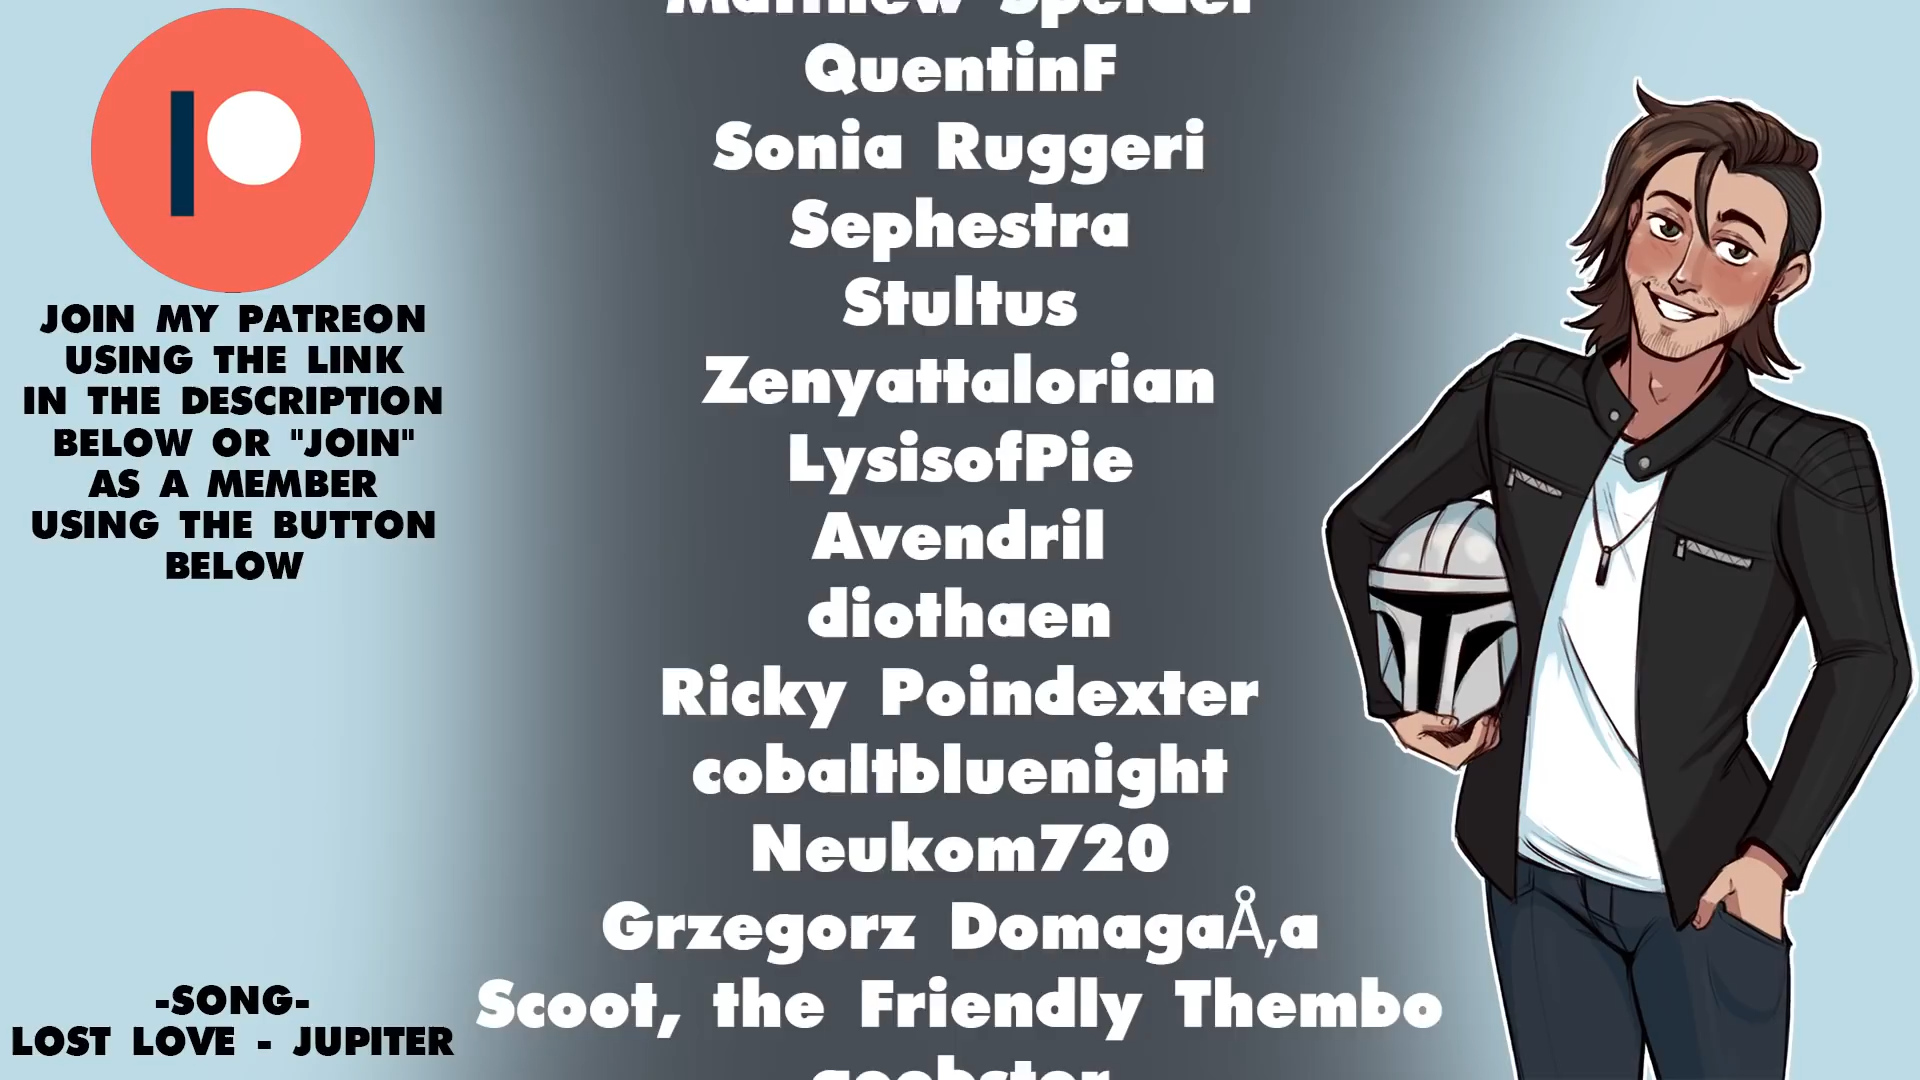 JOIN MY PATREON
USING THE LINK
IN THE DESCRIPTION
BELOW OR "JOIN"
AS A MEMBER
USING THE BUTTON
BELOW
-SONG-
LOST LOVE - JUPITER
QuentinF
Sonia Ruggeri
Sephestra
Stultus
Zenyattalorian
LysisofPie
Avendril
diothaen
Ricky Poindexter
cobaltbluenight
Neukom720
Grzegorz DomagaÅ‚a
Scoot, the Friendly Thembo